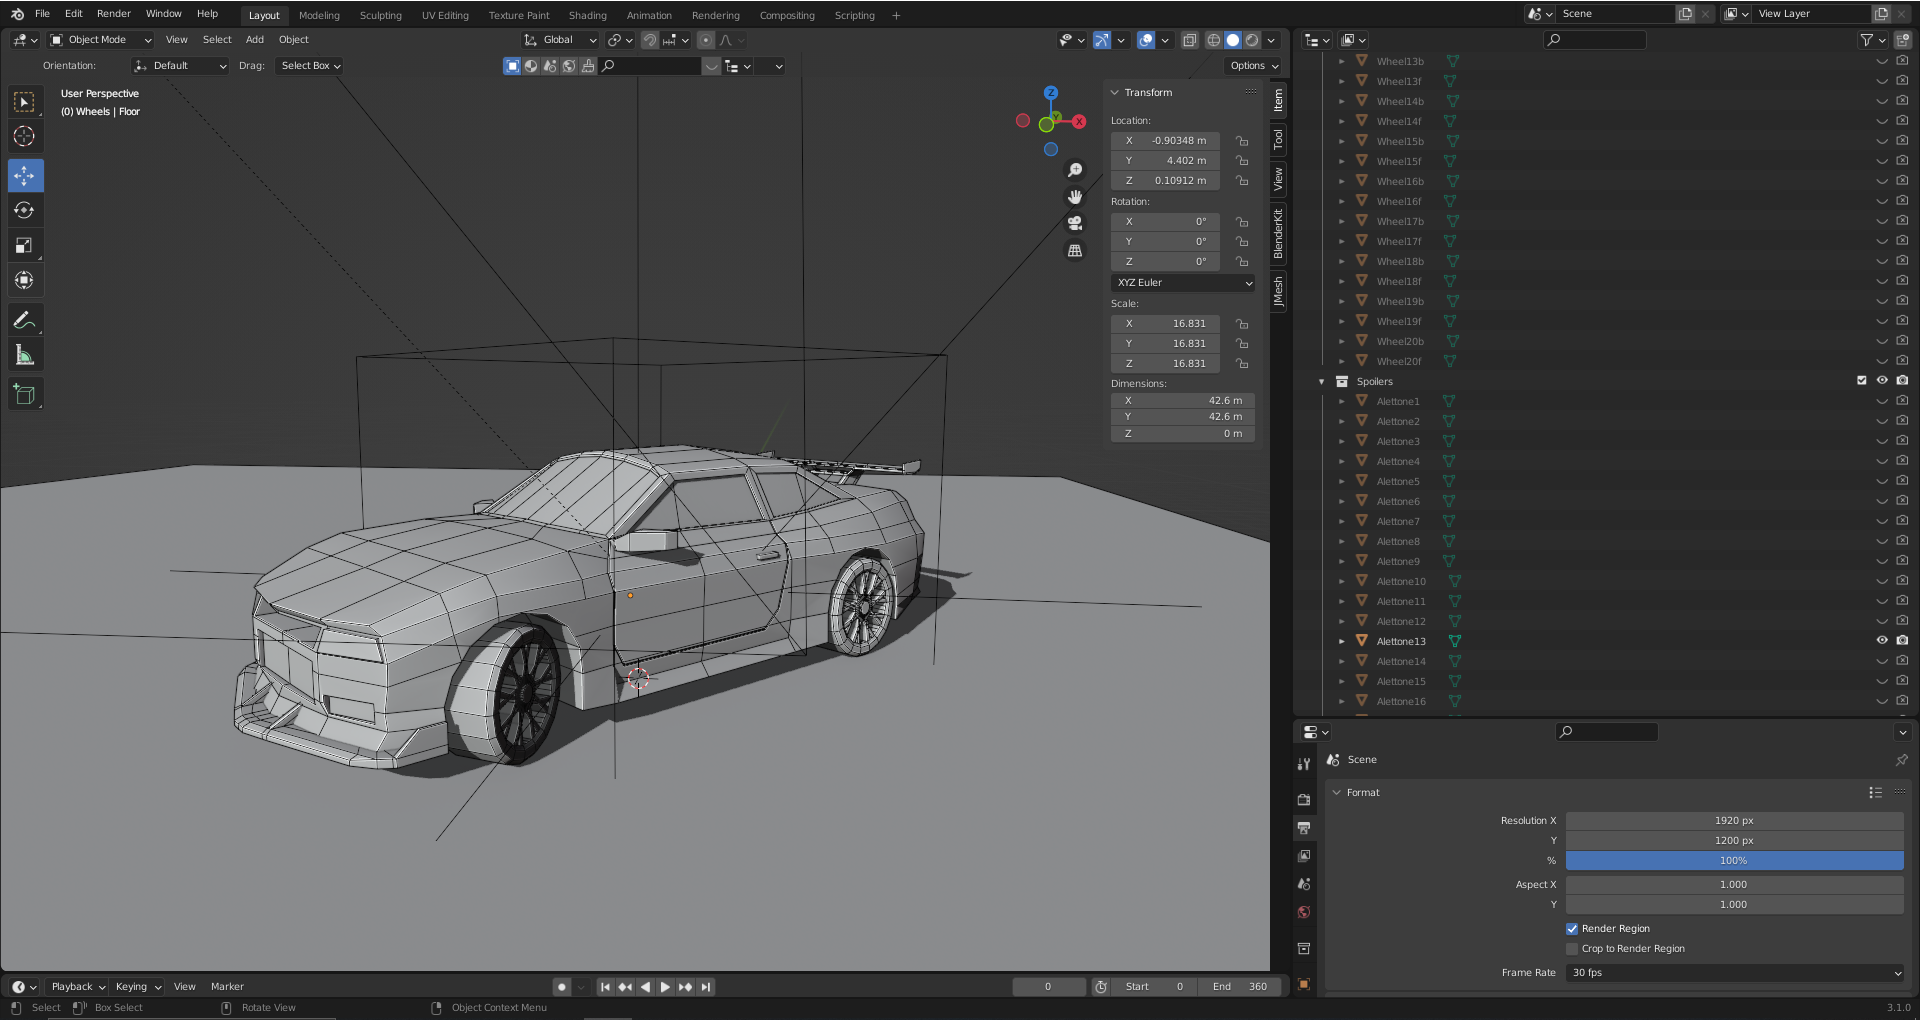 File Edit Render Window Help Layout Modeling Sculpting UV Editing Texture Paint Shading Animation Rendering Compositing Scripting + Scene View Layer
Object Mode View Select Add Object Global
Orientation: Default Drag: Select Box Options
User Perspective
(0) Wheels | Floor
Z
Y
X
Transform
Location:
X -0.90348 m
Y 4.402 m
Z 0.10912 m
Rotation:
X 0°
Y 0°
Z 0°
XYZ Euler
Scale:
X 16.831
Y 16.831
Z 16.831
Dimensions:
X 42.6 m
Y 42.6 m
Z 0 m
Item
Tool
View
BlenderKit
JMesh
Wheel13b
Wheel13f
Wheel14b
Wheel14f
Wheel15b
Wheel15f
Wheel16b
Wheel16f
Wheel17b
Wheel17f
Wheel18b
Wheel18f
Wheel19b
Wheel19f
Wheel20b
Wheel20f
Spoilers
Alettone1
Alettone2
Alettone3
Alettone4
Alettone5
Alettone6
Alettone7
Alettone8
Alettone9
Alettone10
Alettone11
Alettone12
Alettone13
Alettone14
Alettone15
Alettone16
Scene
Format
Resolution X 1920 px
Y 1200 px
% 100%
Aspect X 1.000
Y 1.000
Render Region
Crop to Render Region
Frame Rate 30 fps
Playback Keying View Marker 0 Start 0 End 360
Select Box Select Rotate View Object Context Menu 3.1.0